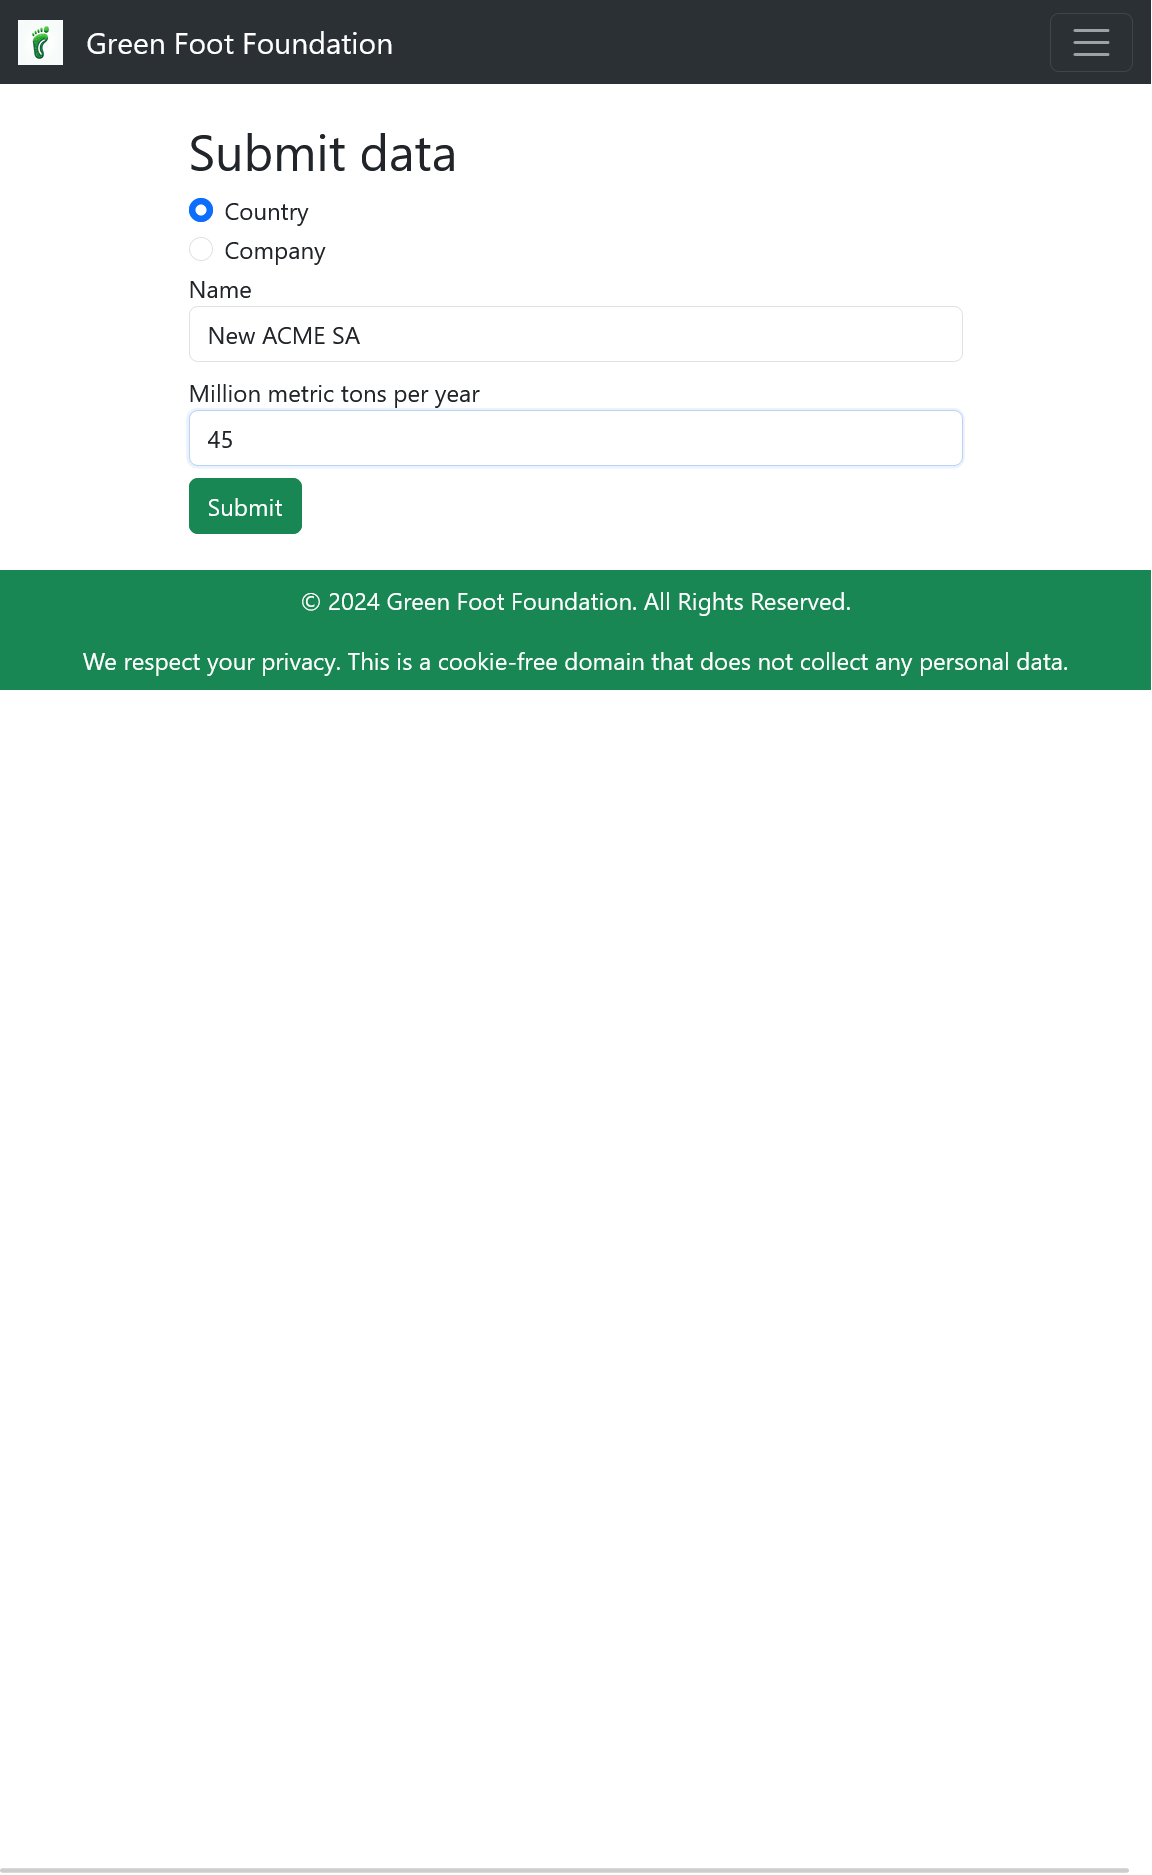 Green Foot Foundation
Submit data
Country
Company
Name
New ACME SA
Million metric tons per year
45
Submit
© 2024 Green Foot Foundation. All Rights Reserved.
We respect your privacy. This is a cookie-free domain that does not collect any personal data.